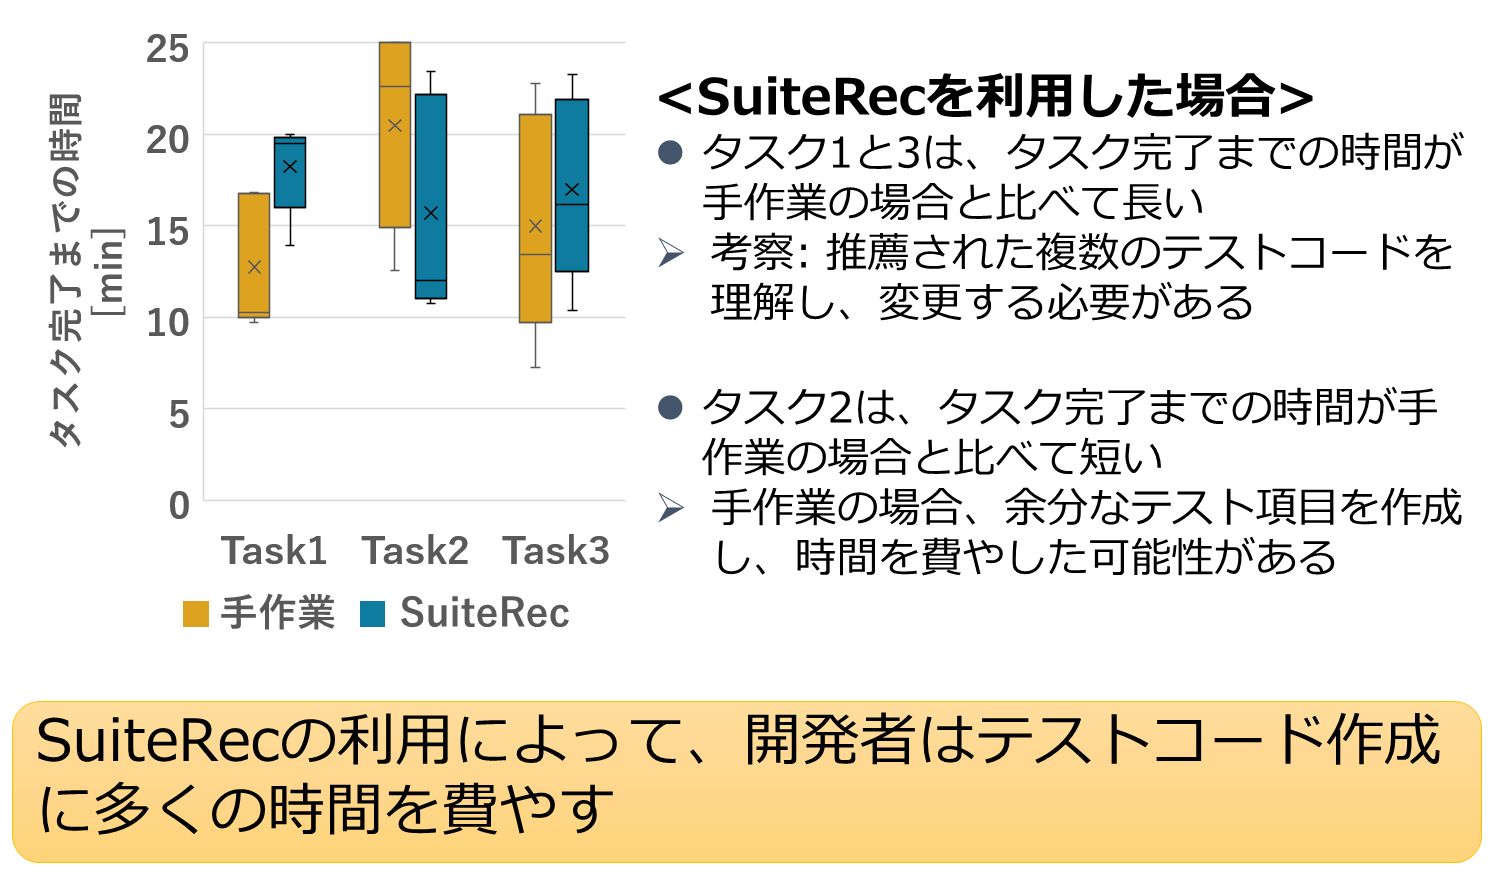 25
20
15
10
5
0
タスク完了までの時間
[min]
Task1 Task2 Task3
手作業 SuiteRec
<SuiteRecを利用した場合>
タスク1と3は、タスク完了までの時間が
手作業の場合と比べて長い
考察: 推薦された複数のテストコードを
理解し、変更する必要がある
タスク2は、タスク完了までの時間が手
作業の場合と比べて短い
手作業の場合、余分なテスト項目を作成
し、時間を費やした可能性がある
SuiteRecの利用によって、開発者はテストコード作成
に多くの時間を費やす